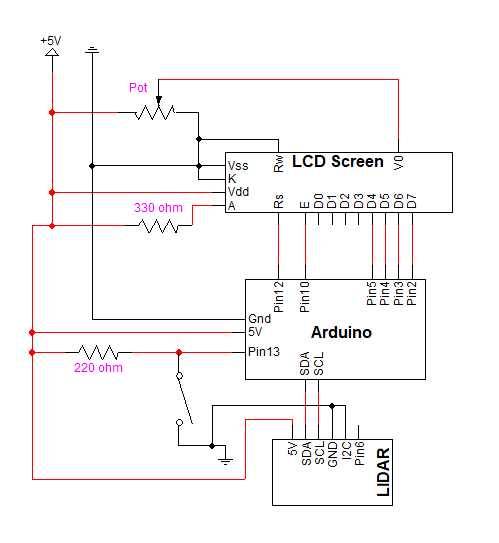 +5V
Pot
LCD Screen
Vss
K
Vdd
A
Rw
V0
Rs
E
D0
D1
D2
D3
D4
D5
D6
D7
330 ohm
Pin12
Pin10
Pin5
Pin4
Pin3
Pin2
Gnd
5V
Pin13
Arduino
SDA
SCL
220 ohm
5V
SDA
SCL
GND
I2C
Pin6
LIDAR